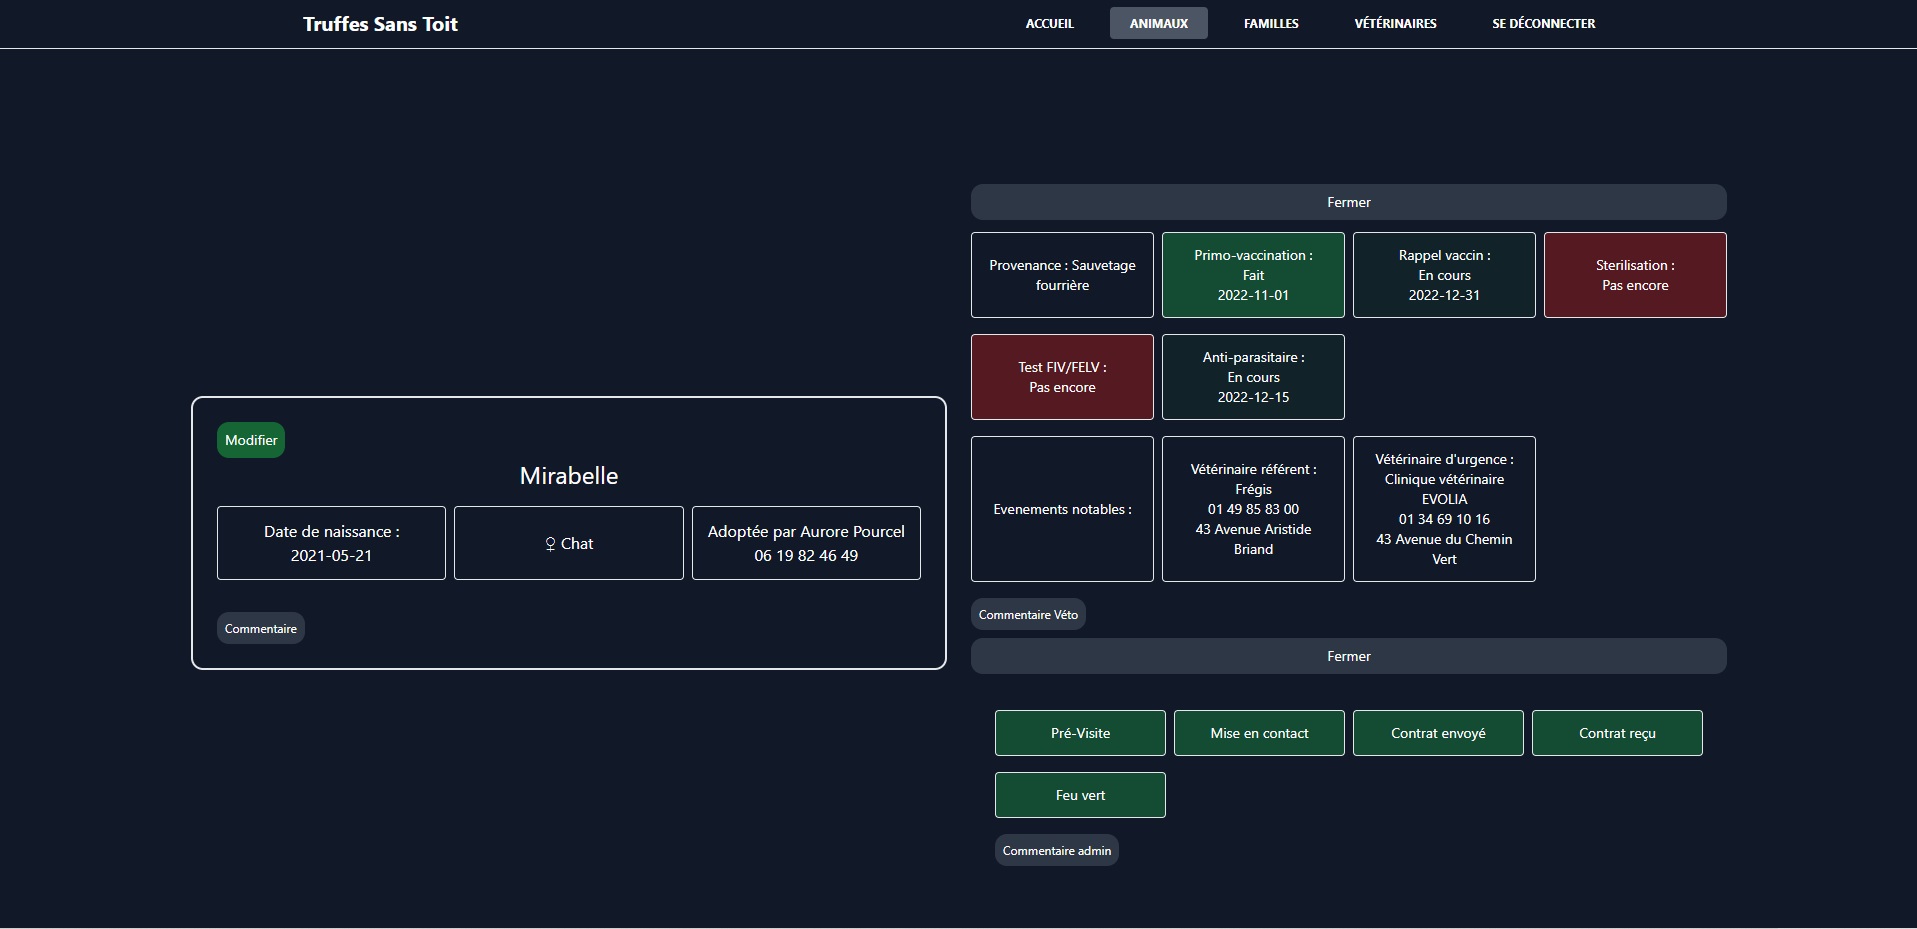 Truffes Sans Toit
ACCUEIL
ANIMAUX
FAMILLES
VÉTÉRINAIRES
SE DÉCONNECTER
Modifier
Mirabelle
Date de naissance :
2021-05-21
♀ Chat
Adoptée par Aurore Pourcel
06 19 82 46 49
Commentaire
Fermer
Provenance : Sauvetage
fourrière
Primo-vaccination :
Fait
2022-11-01
Rappel vaccin :
En cours
2022-12-31
Sterilisation :
Pas encore
Test FIV/FELV :
Pas encore
Anti-parasitaire :
En cours
2022-12-15
Evenements notables :
Vétérinaire référent :
Frégis
01 49 85 83 00
43 Avenue Aristide
Briand
Vétérinaire d'urgence :
Clinique vétérinaire
EVOLIA
01 34 69 10 16
43 Avenue du Chemin
Vert
Commentaire Véto
Fermer
Pré-Visite
Mise en contact
Contrat envoyé
Contrat reçu
Feu vert
Commentaire admin